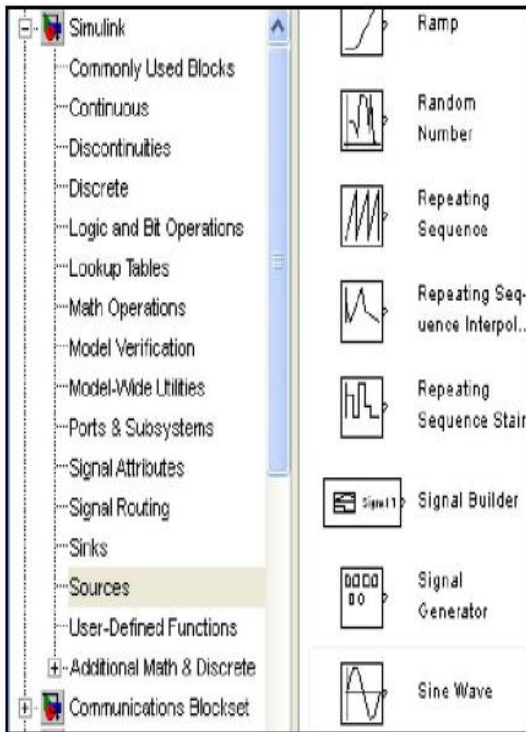 Simulink
Commonly Used Blocks
Continuous
Discontinuities
Discrete
Logic and Bit Operations
Lookup Tables
Math Operations
Model Verification
Model-Wide Utilities
Ports & Subsystems
Signal Attributes
Signal Routing
Sinks
Sources
User-Defined Functions
Additional Math & Discrete
Communications Blockset
Ramp
Random
Number
Repeating
Sequence
Repeating Seq-
uence Interpol...
Repeating
Sequence Stair
Signal 1
Signal Builder
Signal
Generator
Sine Wave